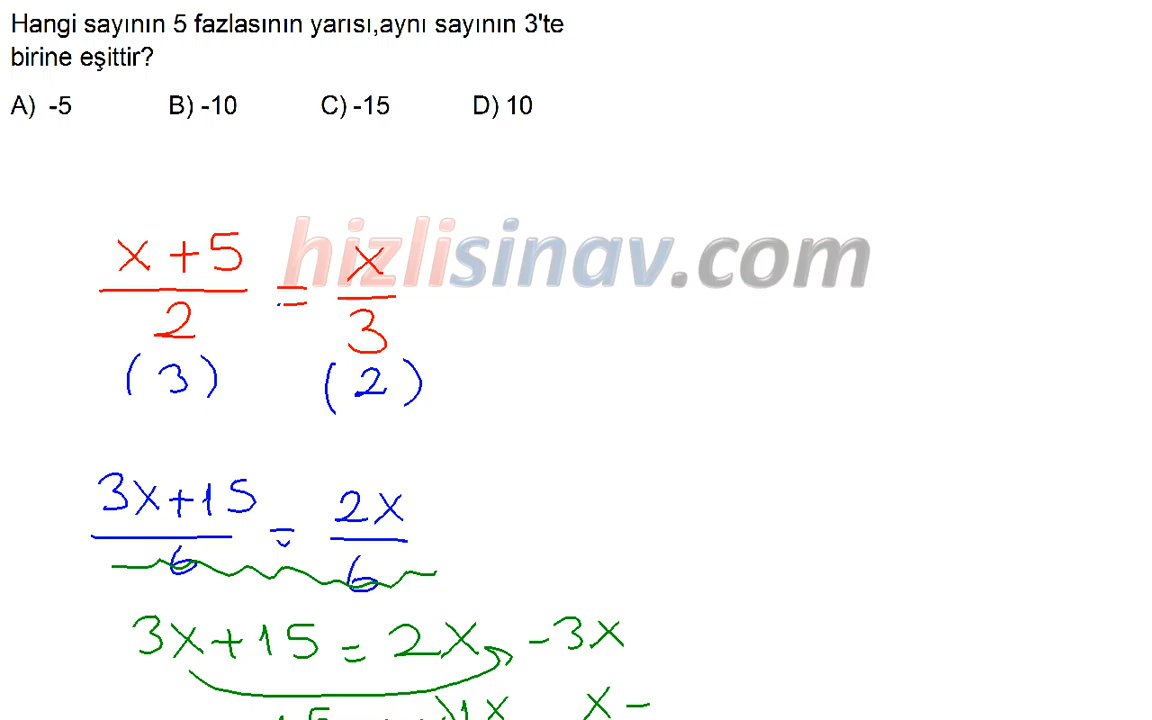 Hangi sayının 5 fazlasının yarısı,aynı sayının 3'te
birine eşittir?
A) -5 B) -10 C) -15 D) 10
hizlisinav.com
x + 5 = x
2 3
(3) (2)
3x+15 = 2x
6 6
3x+15 = 2x -3x
x =